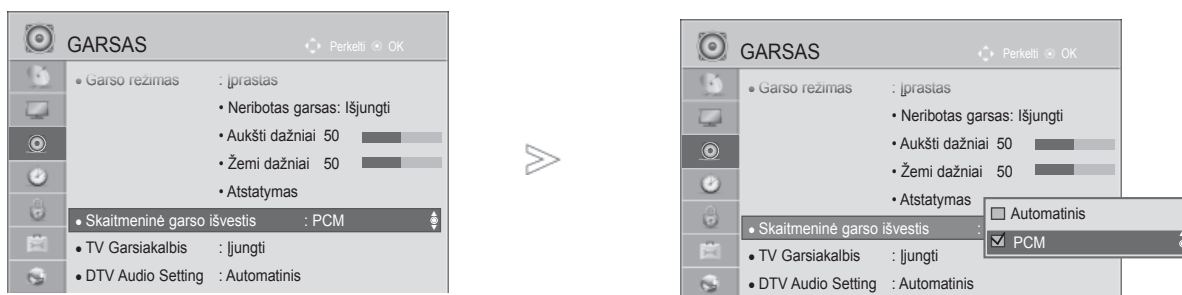 GARSAS Perkelti OK
• Garso režimas : Įprastas
• Neribotas garsas: Išjungti
• Aukšti dažniai 50
• Žemi dažniai 50
• Atstatymas
• Skaitmeninė garso išvestis : PCM
• TV Garsiakalbis : Įjungti
• DTV Audio Setting : Automatinis
GARSAS Perkelti OK
• Garso režimas : Įprastas
• Neribotas garsas: Išjungti
• Aukšti dažniai 50
• Žemi dažniai 50
• Atstatymas
• Skaitmeninė garso išvestis :
Automatinis
PCM
• TV Garsiakalbis : Įjungti
• DTV Audio Setting : Automatinis